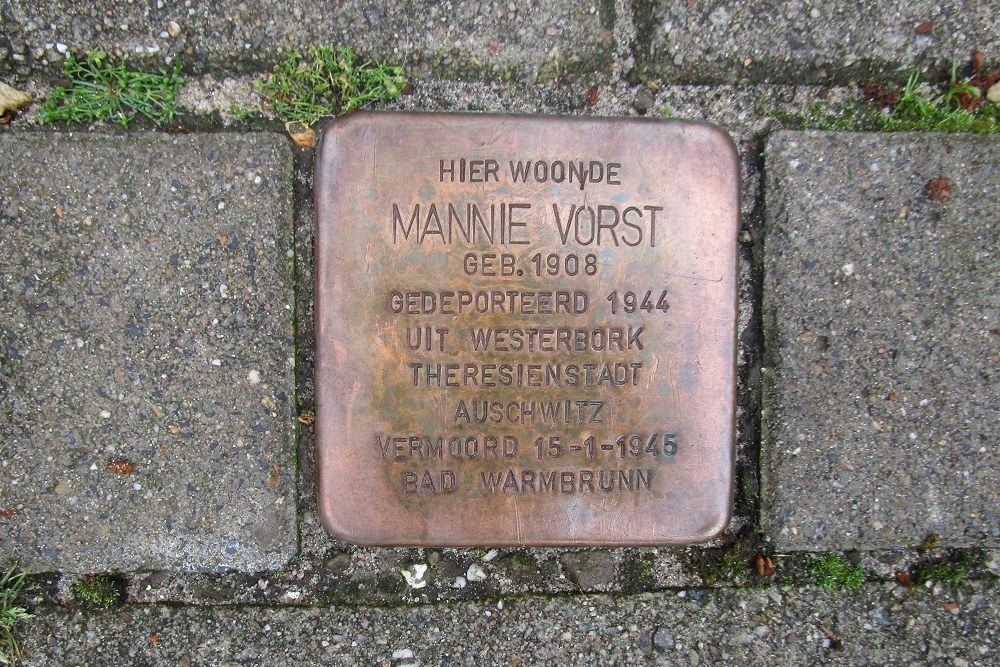 HIER WOONDE
MANNIE VORST
GEB. 1908
GEDEPORTEERD 1944
UIT WESTERBORK
THERESIENSTADT
AUSCHWITZ
VERMOORD 15-1-1945
BAD WARMBRUNN